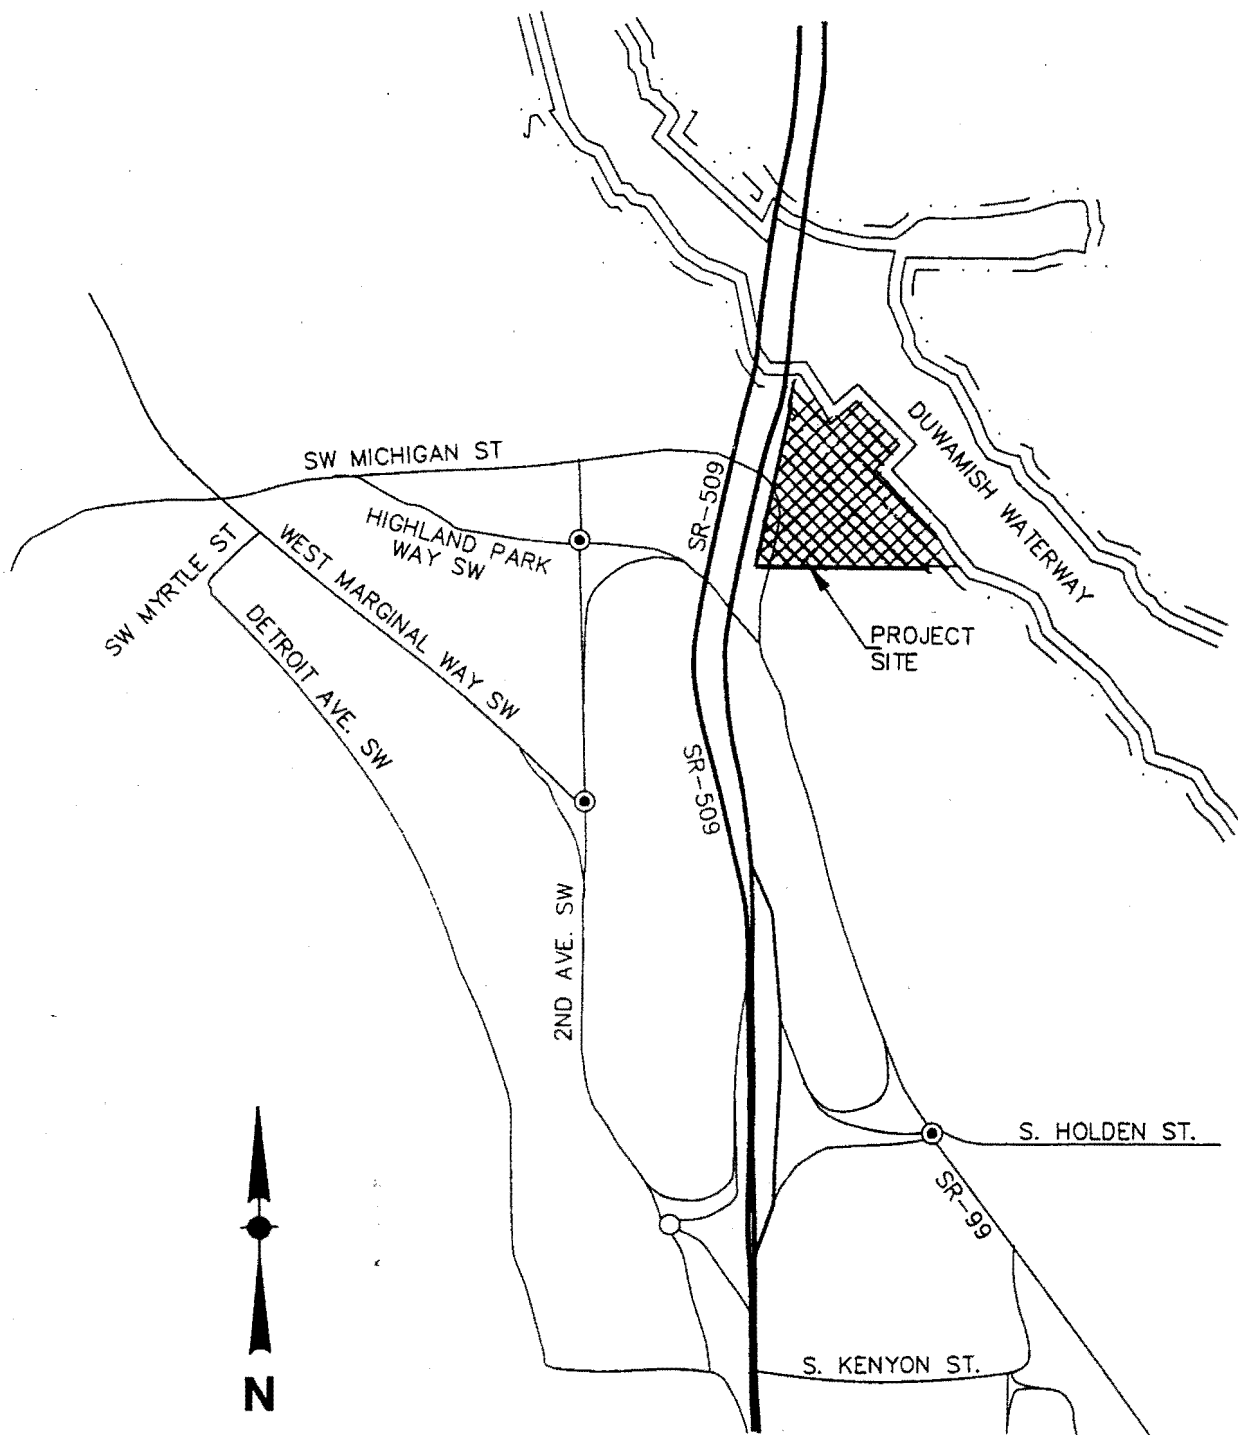 SW MICHIGAN ST
SR-509
DUWAMISH WATERWAY
HIGHLAND PARK
WAY SW
WEST MARGINAL WAY SW
SW MYRTLE ST
DETROIT AVE. SW
PROJECT
SITE
SR-509
2ND AVE. SW
S. HOLDEN ST.
SR-99
S. KENYON ST.
N